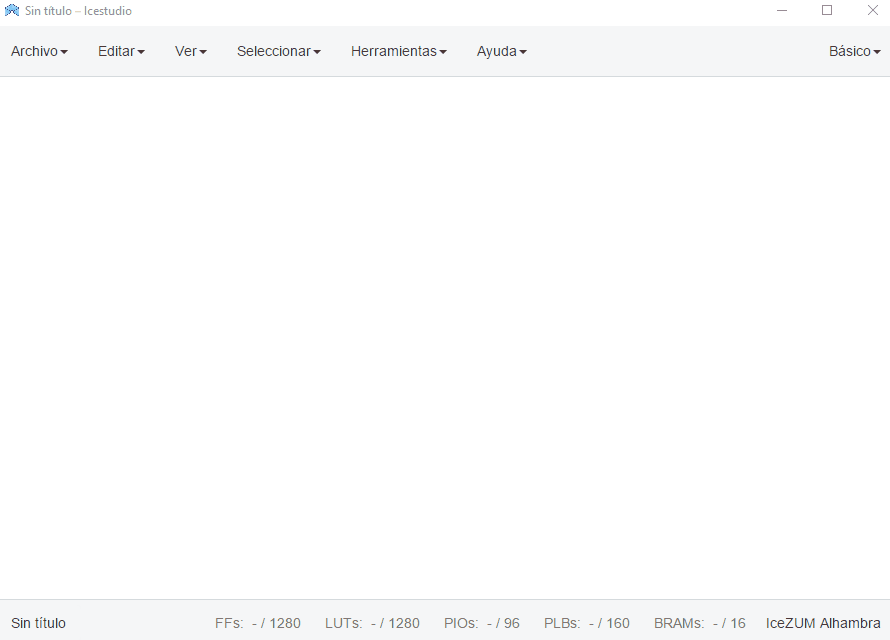 Sin título – Icestudio
Archivo Editar Ver Seleccionar Herramientas Ayuda Básico
Sin título FFs: - / 1280 LUTs: - / 1280 PIOs: - / 96 PLBs: - / 160 BRAMs: - / 16 IceZUM Alhambra